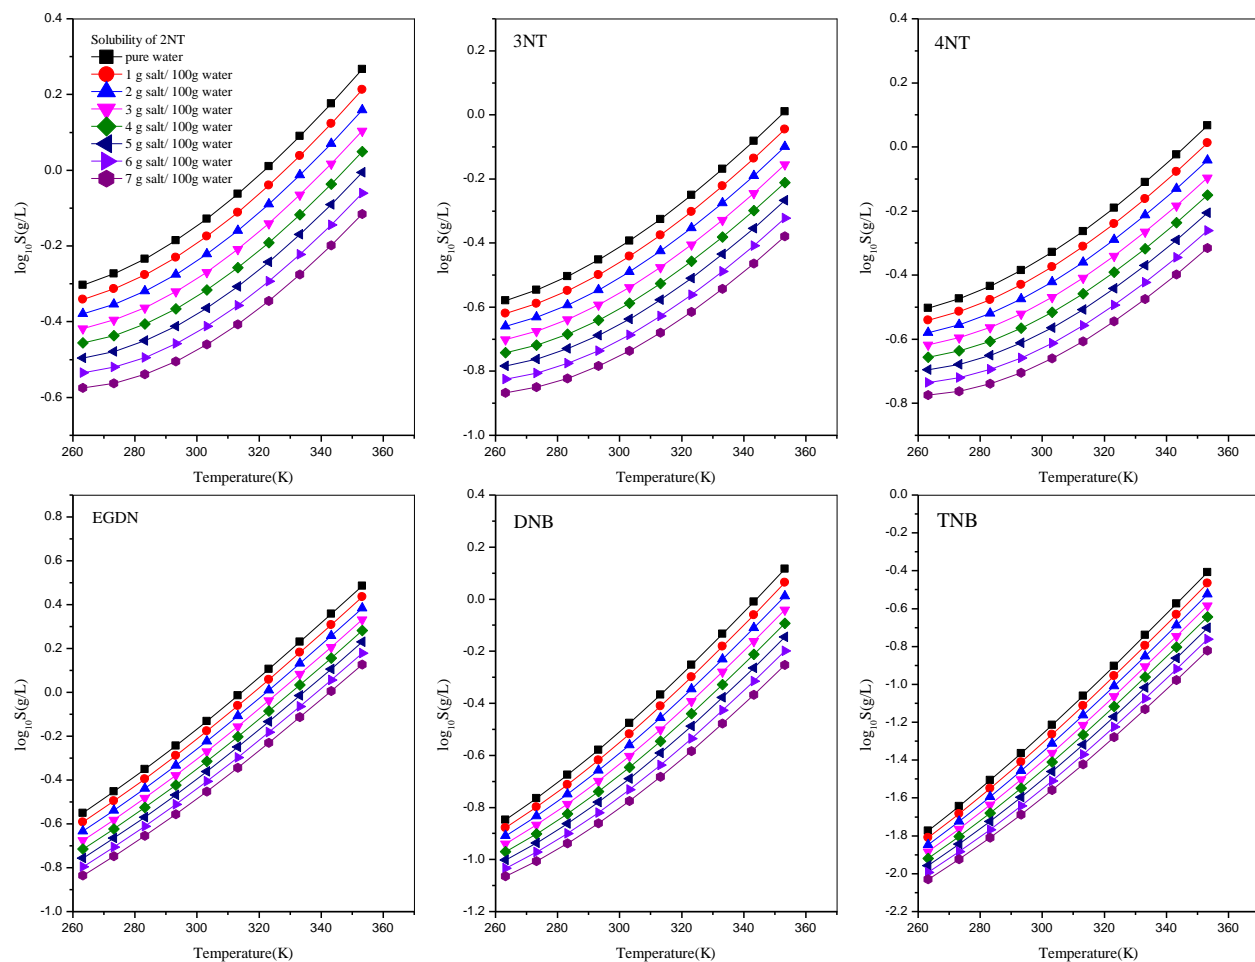 Solubility of 2NT
pure water
1 g salt/ 100g water
2 g salt/ 100g water
3 g salt/ 100g water
4 g salt/ 100g water
5 g salt/ 100g water
6 g salt/ 100g water
7 g salt/ 100g water
0.4
0.2
0.0
-0.2
-0.4
-0.6
log₁₀S(g/L)
260 280 300 320 340 360
Temperature(K)
3NT
0.2
0.0
-0.2
-0.4
-0.6
-0.8
-1.0
log₁₀S(g/L)
260 280 300 320 340 360
Temperature(K)
4NT
0.4
0.2
0.0
-0.2
-0.4
-0.6
-0.8
log₁₀S(g/L)
260 280 300 320 340 360
Temperature(K)
EGDN
0.8
0.6
0.4
0.2
0.0
-0.2
-0.4
-0.6
-0.8
-1.0
log₁₀S(g/L)
260 280 300 320 340 360
Temperature(K)
DNB
0.4
0.2
0.0
-0.2
-0.4
-0.6
-0.8
-1.0
-1.2
log₁₀S(g/L)
260 280 300 320 340 360
Temperature(K)
TNB
0.0
-0.2
-0.4
-0.6
-0.8
-1.0
-1.2
-1.4
-1.6
-1.8
-2.0
-2.2
log₁₀S(g/L)
260 280 300 320 340 360
Temperature(K)